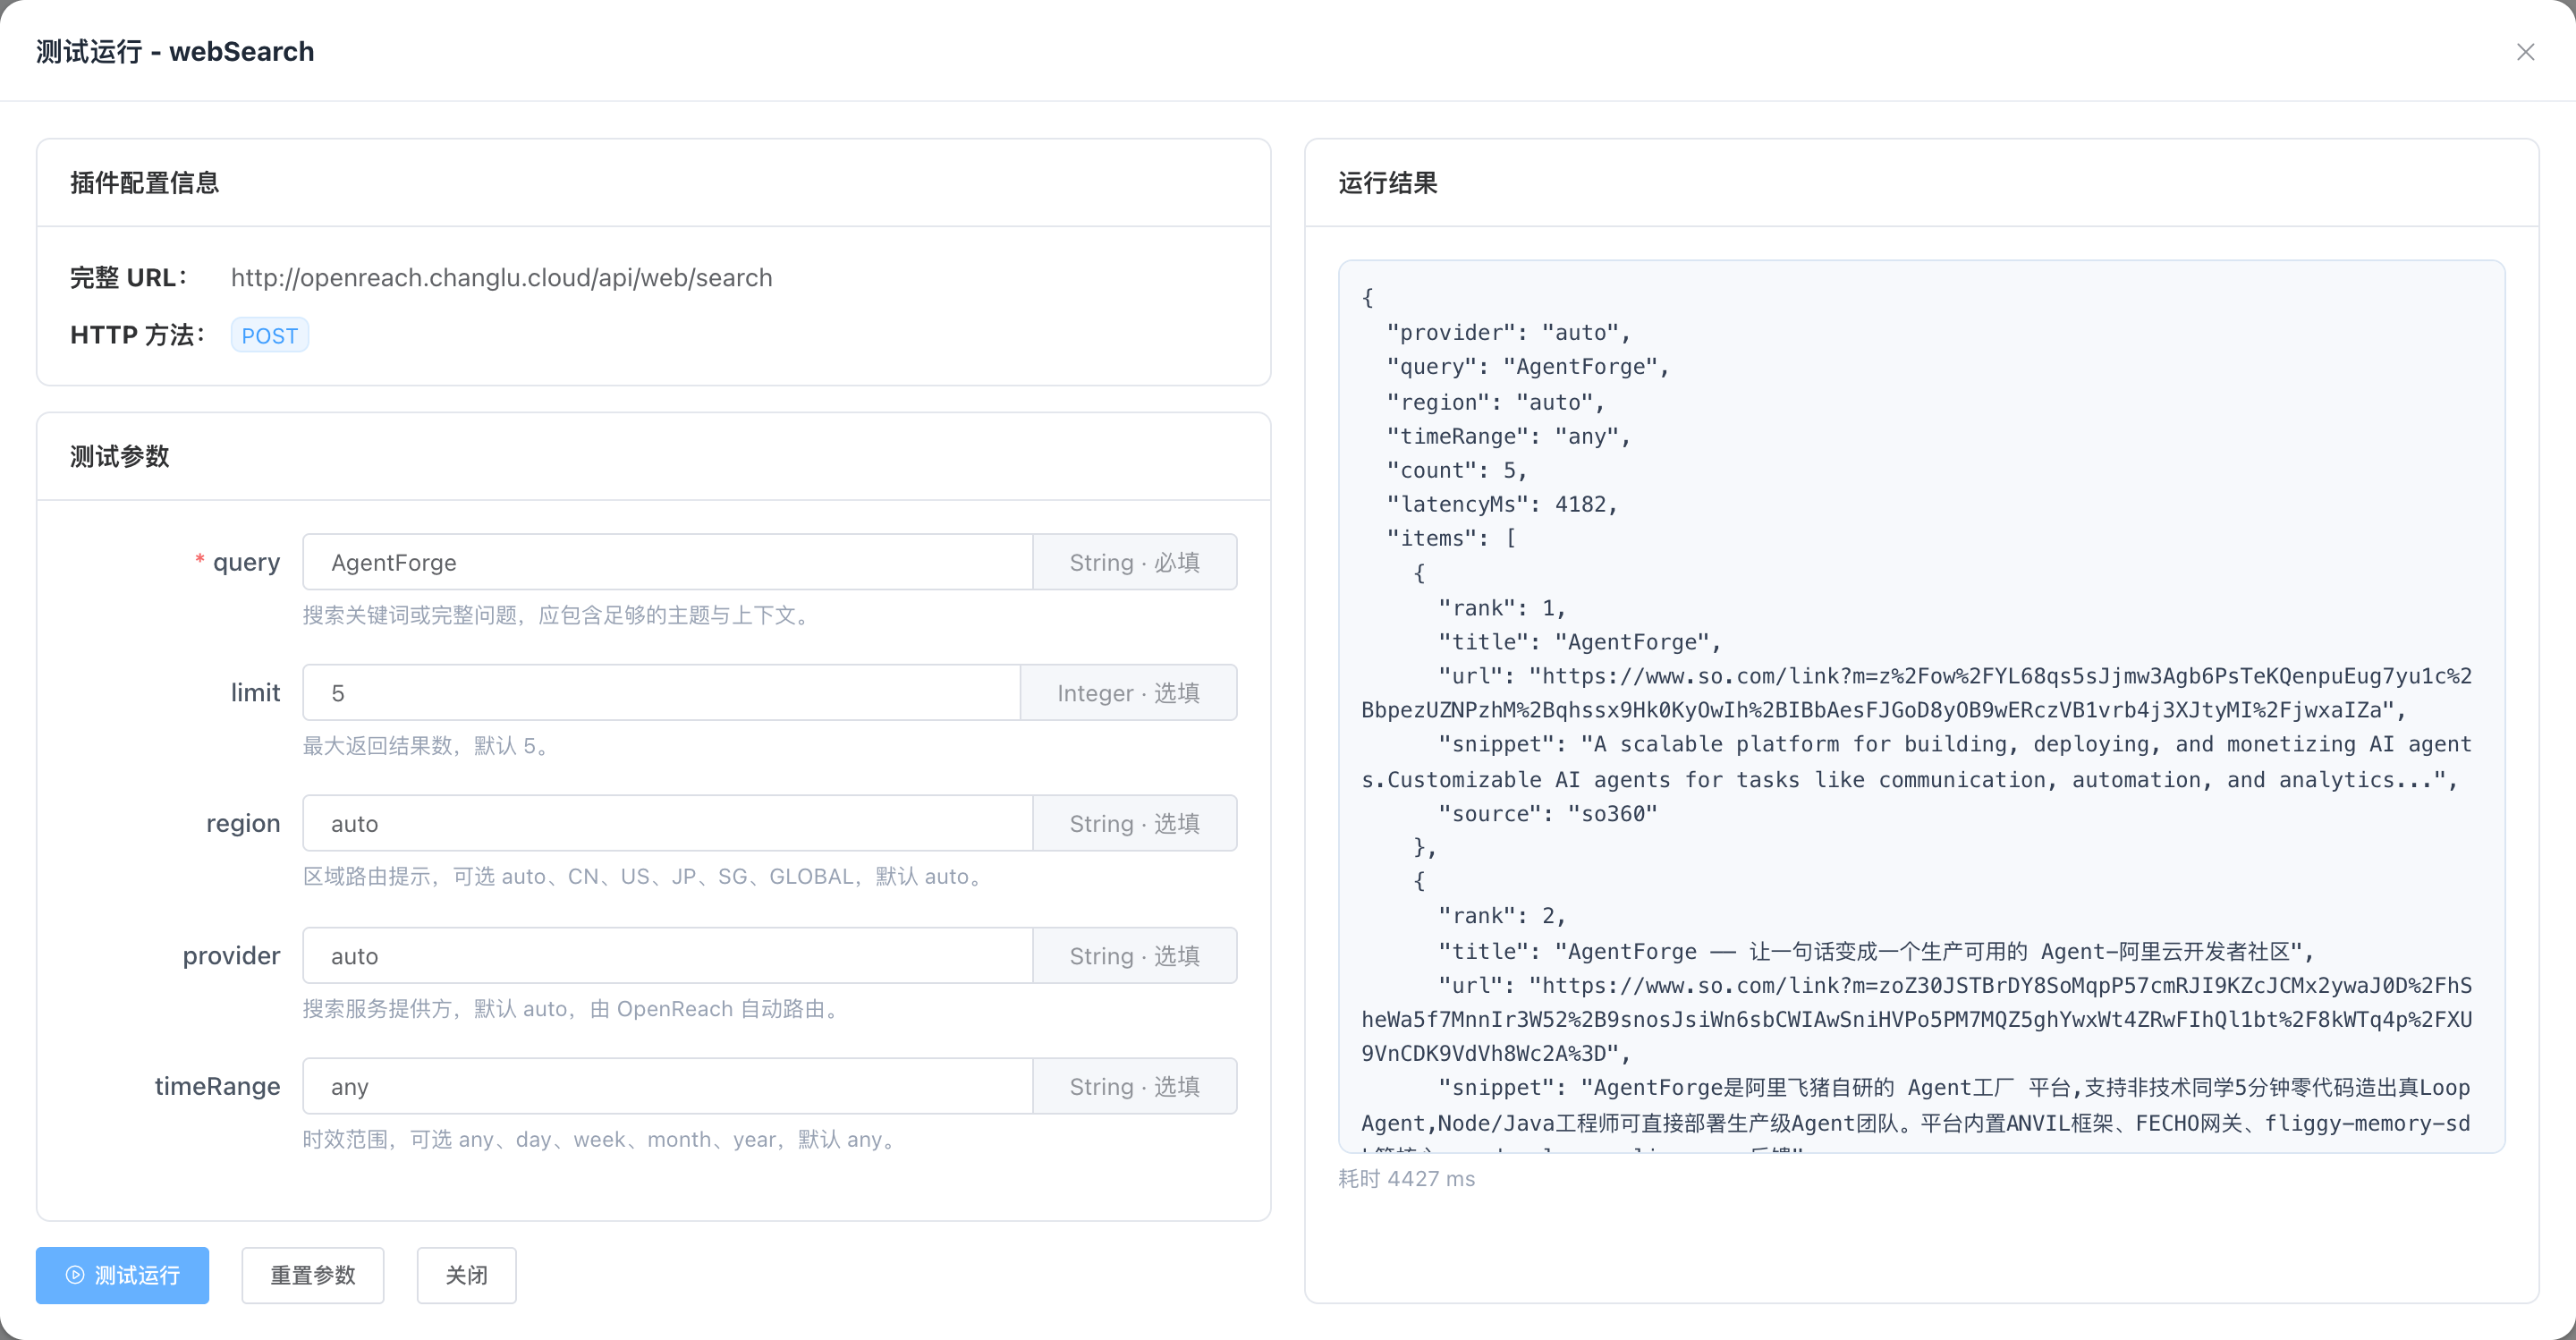 测试运行 - webSearch
插件配置信息
完整 URL： http://openreach.changlu.cloud/api/web/search
HTTP 方法： POST
测试参数
* query AgentForge String · 必填
搜索关键词或完整问题，应包含足够的主题与上下文。
limit 5 Integer · 选填
最大返回结果数，默认 5。
region auto String · 选填
区域路由提示，可选 auto、CN、US、JP、SG、GLOBAL，默认 auto。
provider auto String · 选填
搜索服务提供方，默认 auto，由 OpenReach 自动路由。
timeRange any String · 选填
时效范围，可选 any、day、week、month、year，默认 any。
测试运行 重置参数 关闭
运行结果
{
"provider": "auto",
"query": "AgentForge",
"region": "auto",
"timeRange": "any",
"count": 5,
"latencyMs": 4182,
"items": [
{
"rank": 1,
"title": "AgentForge",
"url": "https://www.so.com/link?m=z%2Fow%2FYL68qs5sJjmw3Agb6PsTeKQenpuEug7yu1c%2
BbpezUZNPzhM%2Bqhssx9Hk0KyOwIh%2BIBbAesFJGoD8yOB9wERczVB1vrb4j3XJtyMI%2FjwxaIZa",
"snippet": "A scalable platform for building, deploying, and monetizing AI agent
s.Customizable AI agents for tasks like communication, automation, and analytics...",
"source": "so360"
},
{
"rank": 2,
"title": "AgentForge —— 让一句话变成一个生产可用的 Agent-阿里云开发者社区",
"url": "https://www.so.com/link?m=zoZ30JSTBrDY8SoMqpP57cmRJI9KZcJCMx2ywaJ0D%2FhS
heWa5f7MnnIr3W52%2B9snosJsiWn6sbCWIAwSniHVPo5PM7MQZ5ghYwxWt4ZRwFIhQl1bt%2F8kWTq4p%2FXU
9VnCDK9VdVh8Wc2A%3D",
"snippet": "AgentForge是阿里飞猪自研的 Agent工厂 平台,支持非技术同学5分钟零代码造出真Loop
Agent,Node/Java工程师可直接部署生产级Agent团队。平台内置ANVIL框架、FECHO网关、fliggy-memory-sd
耗时 4427 ms